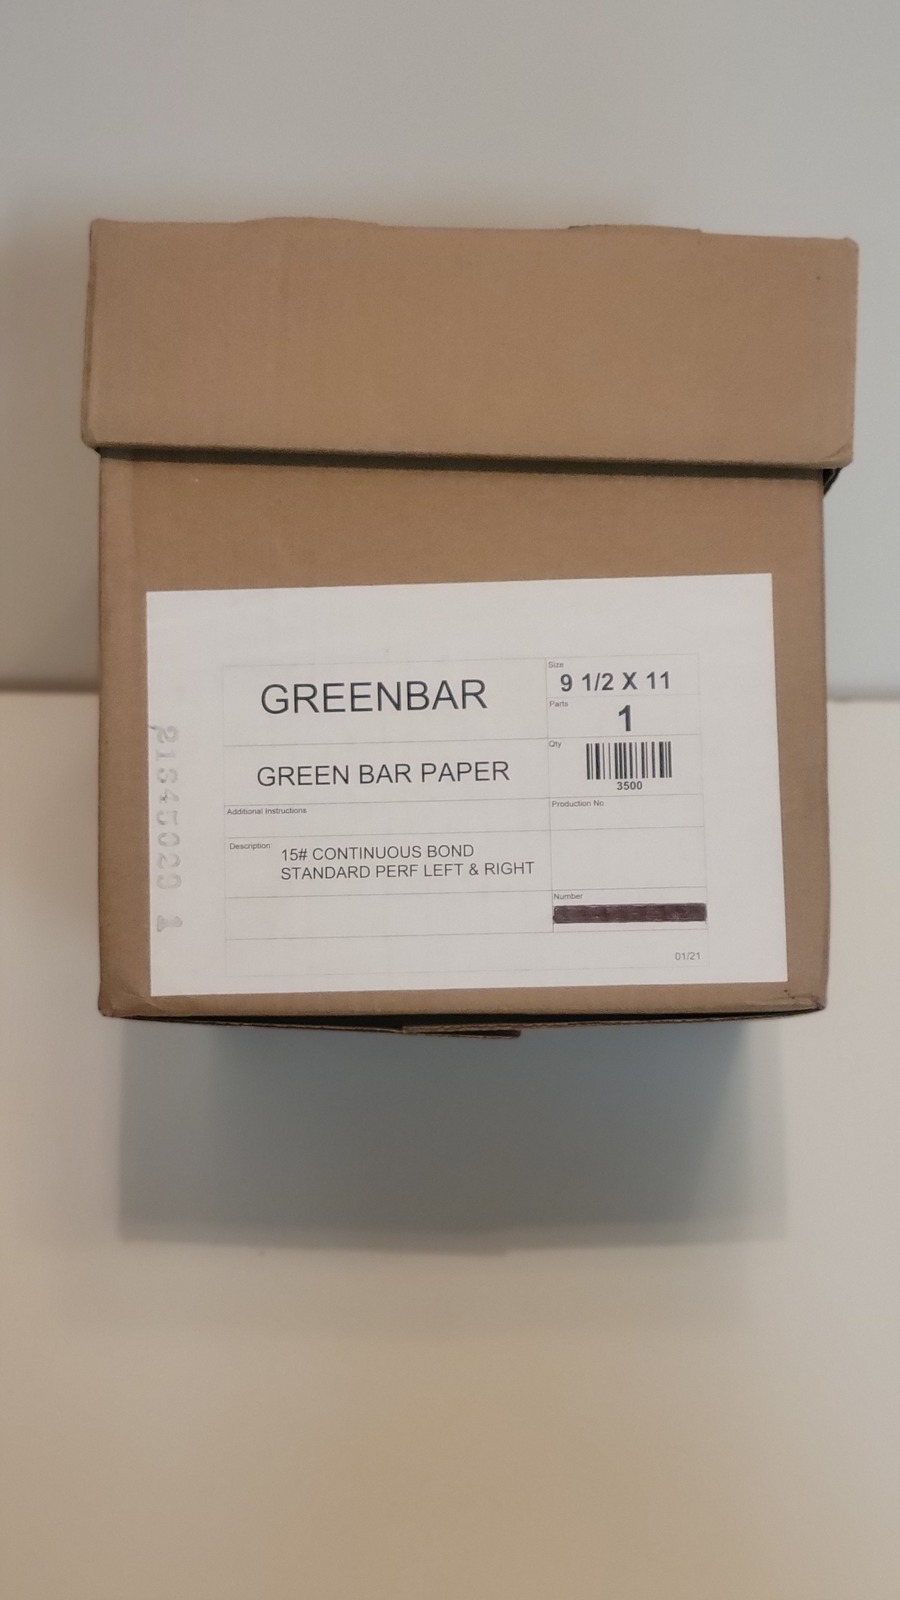 GREENBAR
Size
9 1/2 X 11
Parts
1
GREEN BAR PAPER
Qty
3500
Additional Instructions
Production No
Description:
15# CONTINUOUS BOND
STANDARD PERF LEFT & RIGHT
Number
01/21